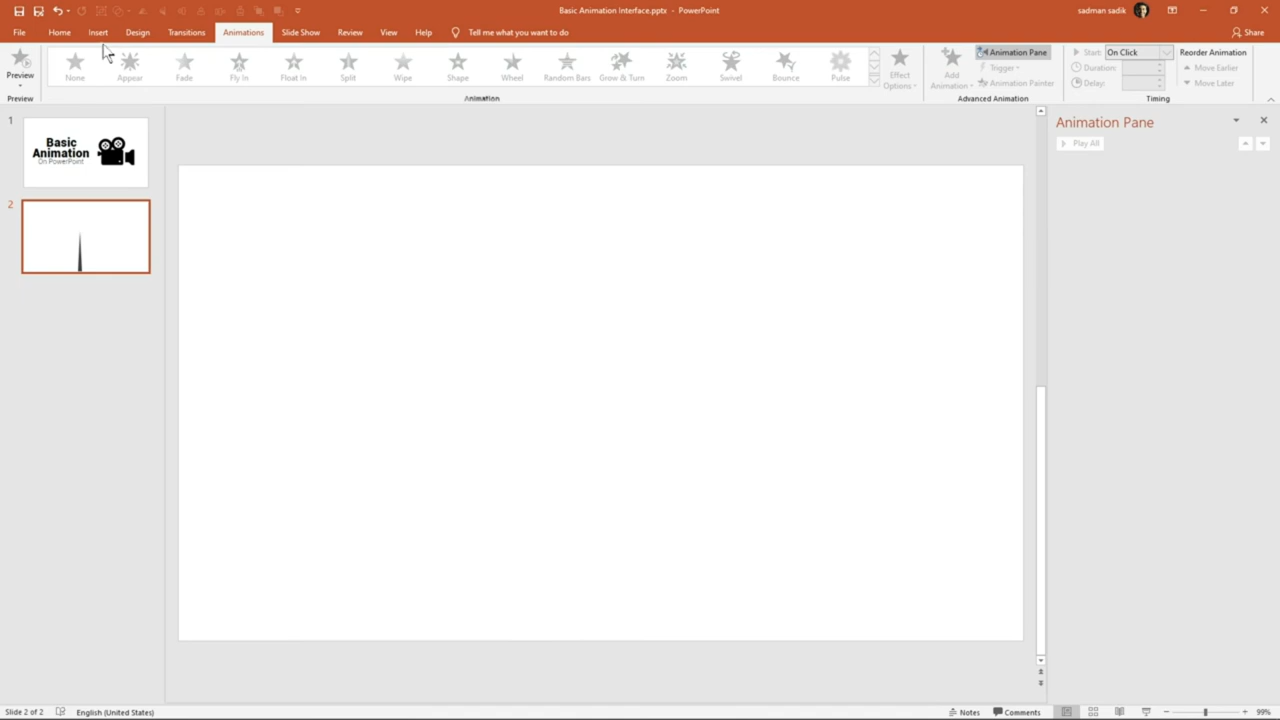 Basic Animation Interface.pptx - PowerPoint
sadman sadik
File Home Insert Design Transitions Animations Slide Show Review View Help Tell me what you want to do Share
Preview
None
Appear
Fade
Fly In
Float In
Split
Wipe
Shape
Wheel
Random Bars
Grow & Turn
Zoom
Swivel
Bounce
Pulse
Effect
Options
Add
Animation
Animation Pane
Trigger
Animation Painter
Start: On Click
Duration:
Delay:
Reorder Animation
Move Earlier
Move Later
Preview
Animation
Advanced Animation
Timing
1
Basic
Animation
On PowerPoint
2
Animation Pane
Play All
Slide 2 of 2
English (United States)
Notes
Comments
99%